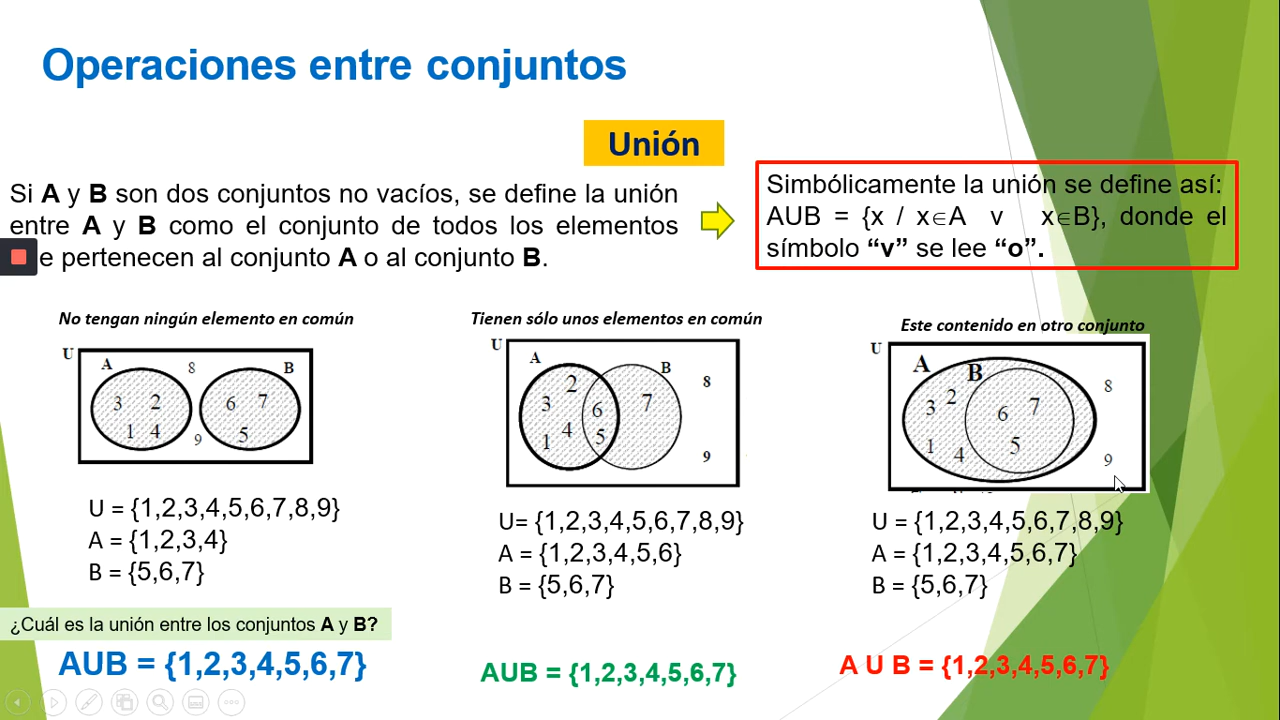 Operaciones entre conjuntos
Unión
Si A y B son dos conjuntos no vacíos, se define la unión
entre A y B como el conjunto de todos los elementos
e pertenecen al conjunto A o al conjunto B.
Simbólicamente la unión se define así:
AUB = {x / x∈A v x∈B}, donde el
símbolo “v” se lee “o”.
No tengan ningún elemento en común
U
A
8
B
3 2
6 7
1 4
9
5
U = {1,2,3,4,5,6,7,8,9}
A = {1,2,3,4}
B = {5,6,7}
¿Cuál es la unión entre los conjuntos A y B?
AUB = {1,2,3,4,5,6,7}
Tienen sólo unos elementos en común
U
A
B
8
2
3
6
7
4
1
5
9
U= {1,2,3,4,5,6,7,8,9}
A = {1,2,3,4,5,6}
B = {5,6,7}
AUB = {1,2,3,4,5,6,7}
Este contenido en otro conjunto
U
A
B
8
2
3
6 7
1
4
5
9
U = {1,2,3,4,5,6,7,8,9}
A = {1,2,3,4,5,6,7}
B = {5,6,7}
A U B = {1,2,3,4,5,6,7}